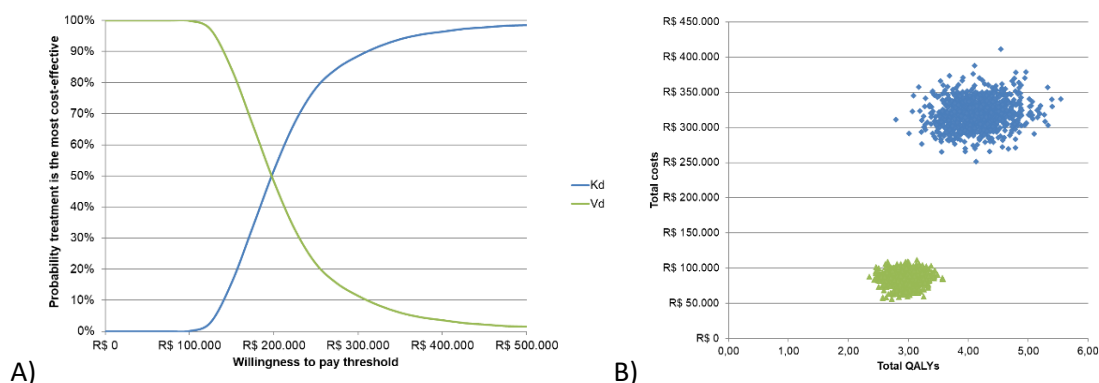 100%
90%
80%
70%
60%
50%
40%
30%
20%
10%
0%
Probability treatment is the most cost-effective
R$ 0
R$ 100.000
R$ 200.000
R$ 300.000
R$ 400.000
R$ 500.000
Willingness to pay threshold
Kd
Vd
A)
R$ 450.000
R$ 400.000
R$ 350.000
R$ 300.000
R$ 250.000
R$ 200.000
R$ 150.000
R$ 100.000
R$ 50.000
R$ 0
Total costs
0,00
1,00
2,00
3,00
4,00
5,00
6,00
Total QALYs
B)